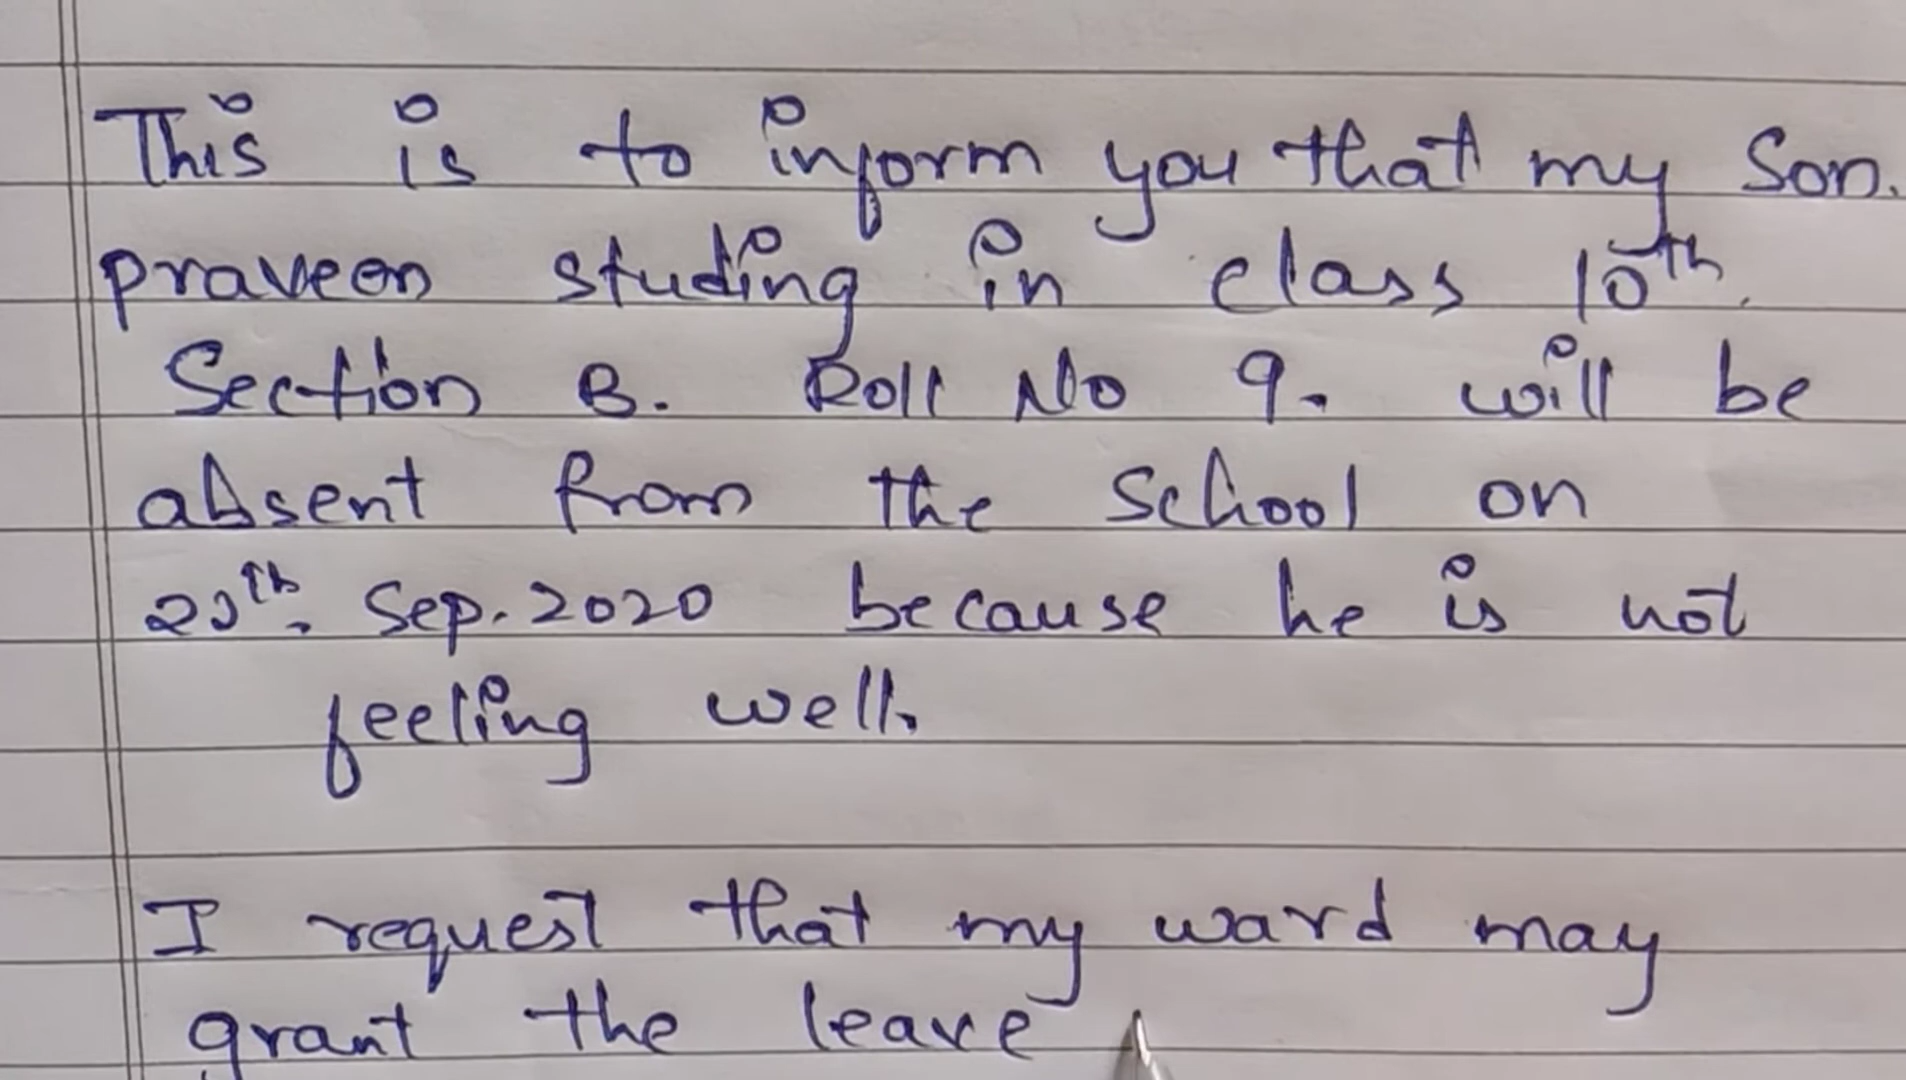 This is to inform you that my Son.
praveen studing in class 10th.
Section B. Roll No 9. will be
absent from the School on
Sep. 2020 because he is not
feeling well.
I request that my ward may
grant the leave